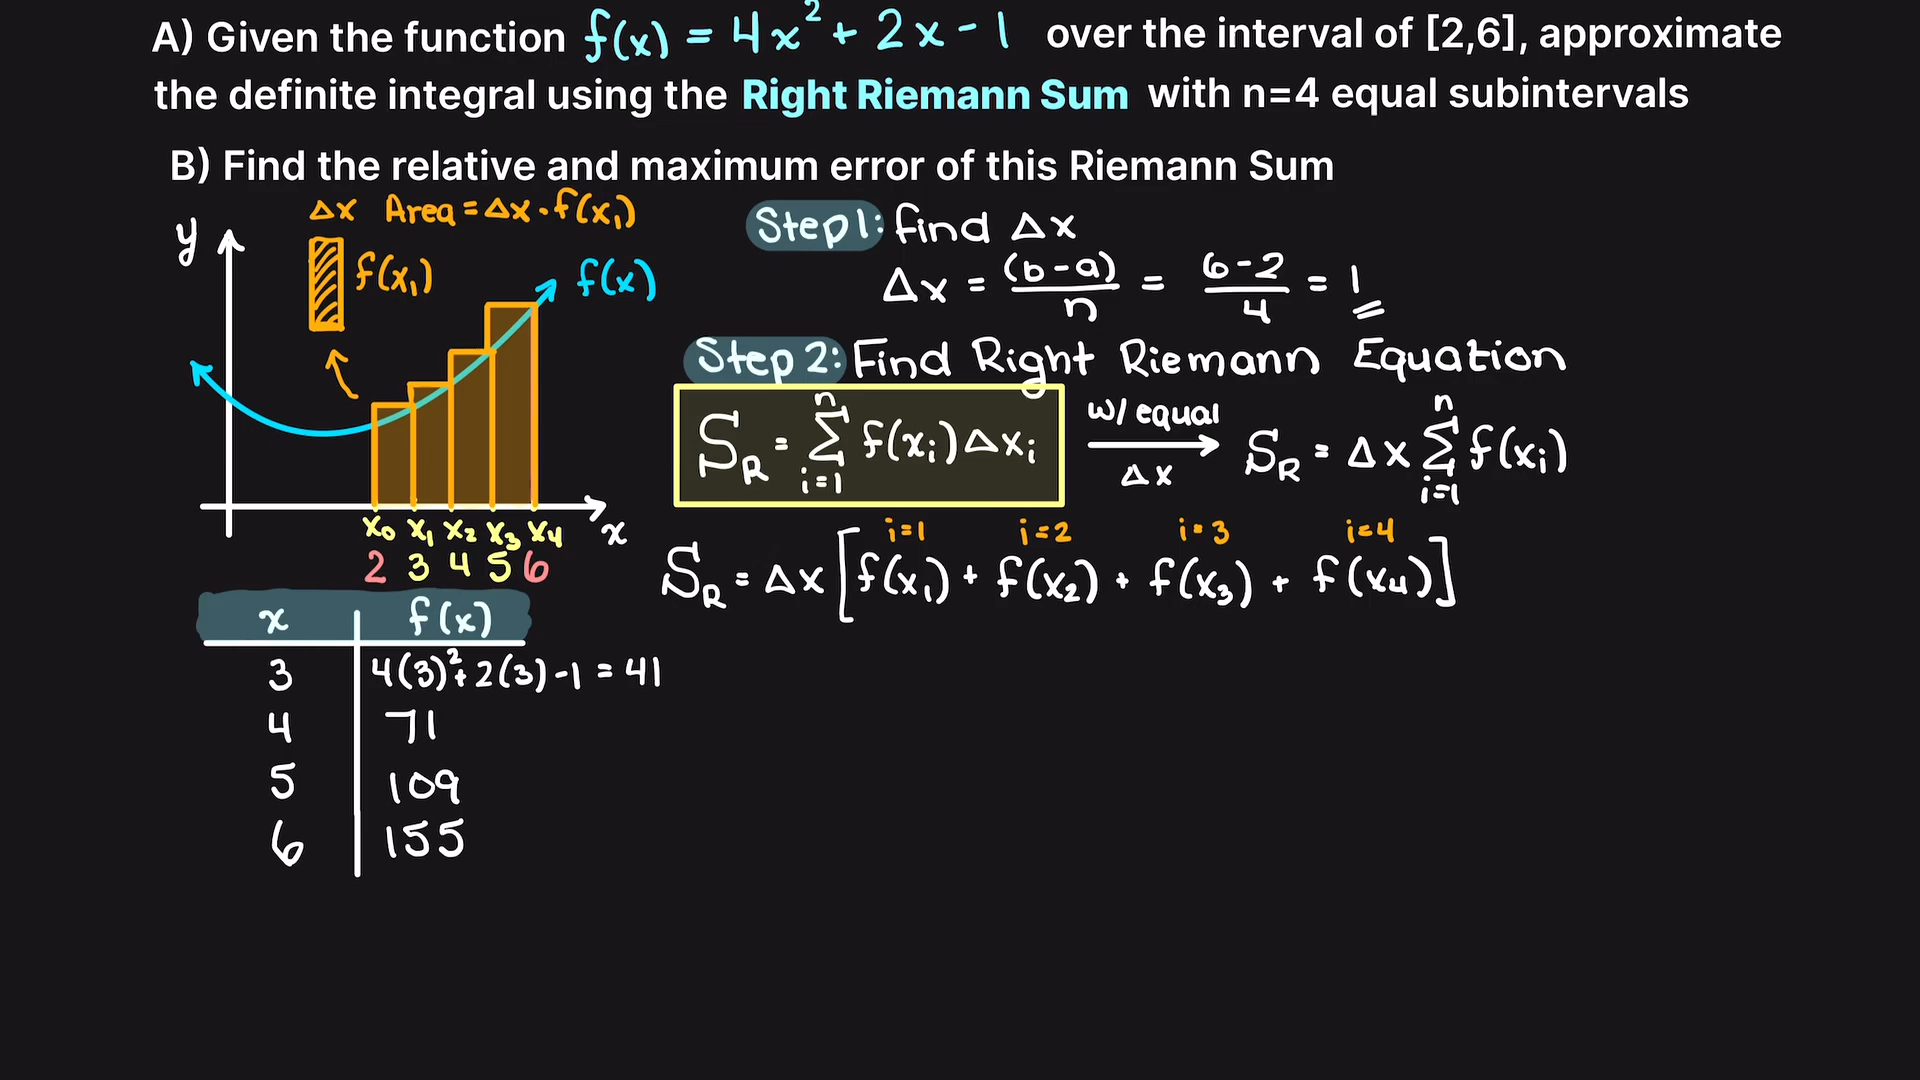 A) Given the function f(x) = 4x² + 2x - 1 over the interval of [2,6], approximate
the definite integral using the Right Riemann Sum with n=4 equal subintervals
B) Find the relative and maximum error of this Riemann Sum
Δx Area = Δx · f(x₁)
f(x₁)
y
f(x)
x₀ x₁ x₂ x₃ x₄ x
2 3 4 5 6
Step 1: find Δx
Δx = (b-a)/n = 6-2/4 = 1
Step 2: Find Right Riemann Equation
S_R = Σ_{i=1}^{n} f(xᵢ)Δxᵢ w/ equal Δx S_R = Δx Σ_{i=1}^{n} f(xᵢ)
i=1 i=2 i=3 i=4
S_R = Δx [f(x₁) + f(x₂) + f(x₃) + f(x₄)]
x f(x)
3 4(3)² + 2(3) - 1 = 41
4 71
5 109
6 155